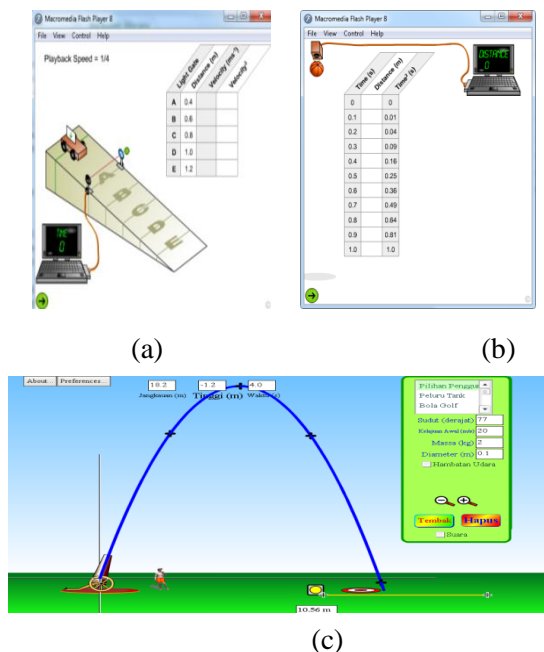 Macromedia Flash Player 8
File View Control Help
Playback Speed = 1/4
Light Gate Distance (m) Velocity (ms⁻¹) Velocity²
A 0.4
B 0.6
C 0.8
D 1.0
E 1.2
A
B
C
D
E
TIME
0
(a)
Macromedia Flash Player 8
File View Control Help
DISTANCE
0
Time (s) Distance (m) Time² (s)
0 0
0.1 0.01
0.2 0.04
0.3 0.09
0.4 0.16
0.5 0.25
0.6 0.36
0.7 0.49
0.8 0.64
0.9 0.81
1.0 1.0
(b)
About... Preferences...
18.2 -1.2 4.0
Jangkauan (m) Tinggi (m) Waktu (s)
Pilihan Penggu
Peluru Tank
Bola Golf
Sudut (derajat) 77
Kelajuan Awal (m/s) 20
Massa (kg) 2
Diameter (m) 0.1
Hambatan Udara
Tembak Hapus
Suara
10.56 m
(c)